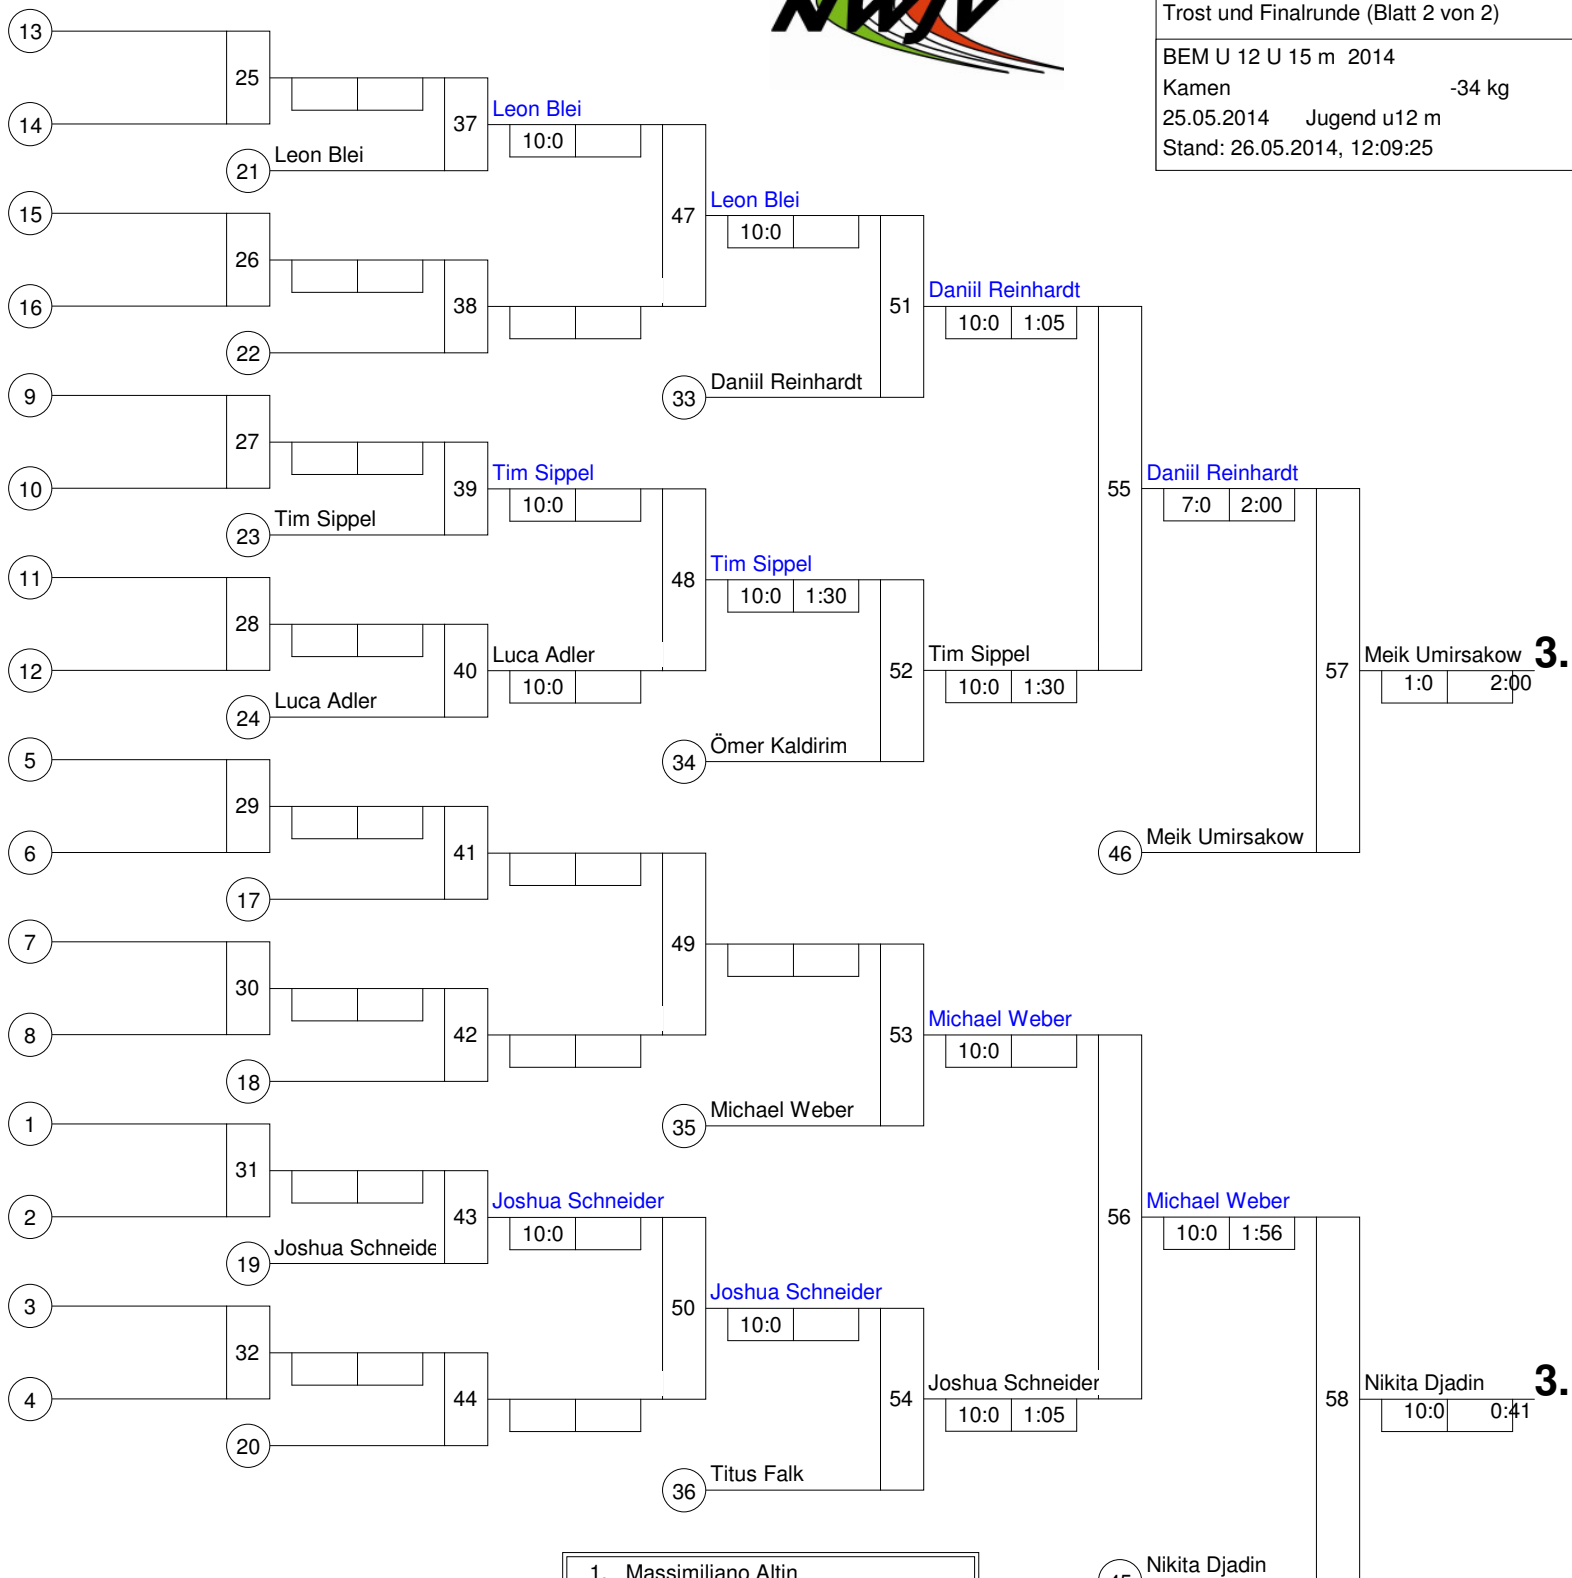 NWJV
Trost und Finalrunde (Blatt 2 von 2)
BEM U 12 U 15 m 2014
Kamen -34 kg
25.05.2014 Jugend u12 m
Stand: 26.05.2014, 12:09:25
13
25
14
37
Leon Blei
10:0
21
Leon Blei
15
47
Leon Blei
10:0
26
16
38
22
51
Daniil Reinhardt
10:0 1:05
33
Daniil Reinhardt
9
27
10
39
Tim Sippel
10:0
23
Tim Sippel
55
Daniil Reinhardt
7:0 2:00
11
48
Tim Sippel
10:0 1:30
28
12
40
Luca Adler
10:0
24
Luca Adler
52
Tim Sippel
10:0 1:30
57
Meik Umirsakow 3.
1:0 2:00
34
Ömer Kaldirim
5
29
6
41
17
46
Meik Umirsakow
7
49
30
8
42
18
53
Michael Weber
10:0
35
Michael Weber
1
31
2
43
Joshua Schneider
10:0
19
Joshua Schneide
56
Michael Weber
10:0 1:56
3
50
Joshua Schneider
10:0
32
4
44
20
54
Joshua Schneider
10:0 1:05
58
Nikita Djadin 3.
10:0 0:41
36
Titus Falk
1. Massimiliano Altin
45
Nikita Djadin